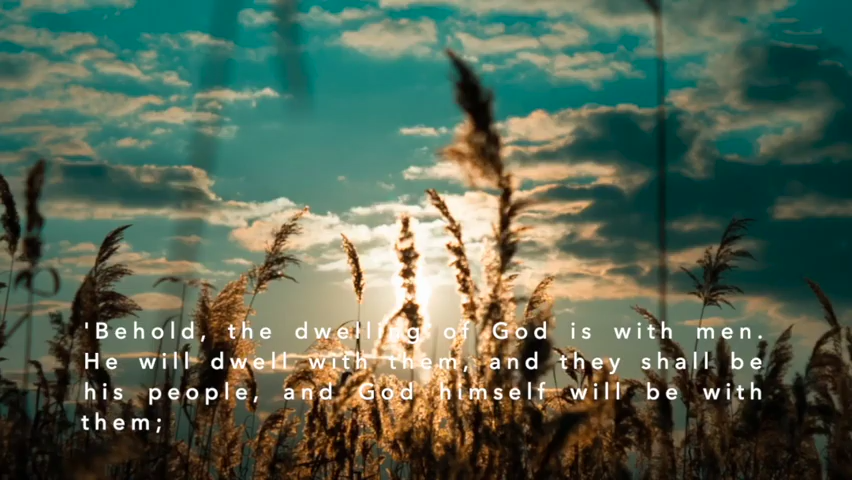 'Behold, the dwelling of God is with men.
He will dwell with them, and they shall be
his people, and God himself will be with
them;